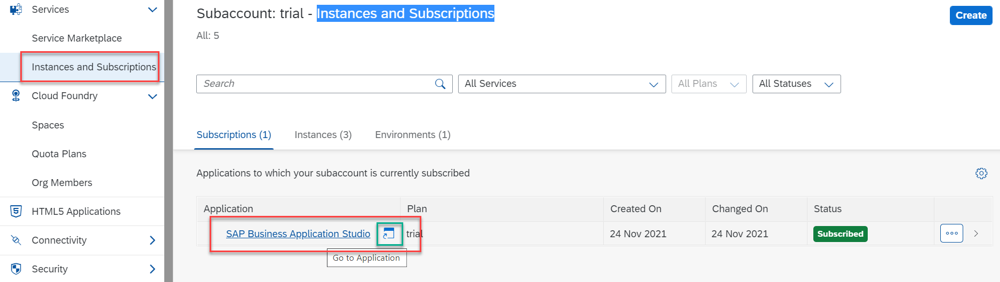 Services
Service Marketplace
Instances and Subscriptions
Cloud Foundry
Spaces
Quota Plans
Org Members
HTML5 Applications
Connectivity
Security
Subaccount: trial - Instances and Subscriptions
Create
All: 5
Search
All Services
All Plans
All Statuses
Subscriptions (1)
Instances (3)
Environments (1)
Applications to which your subaccount is currently subscribed
Application
Plan
Created On
Changed On
Status
SAP Business Application Studio
trial
24 Nov 2021
24 Nov 2021
Subscribed
Go to Application